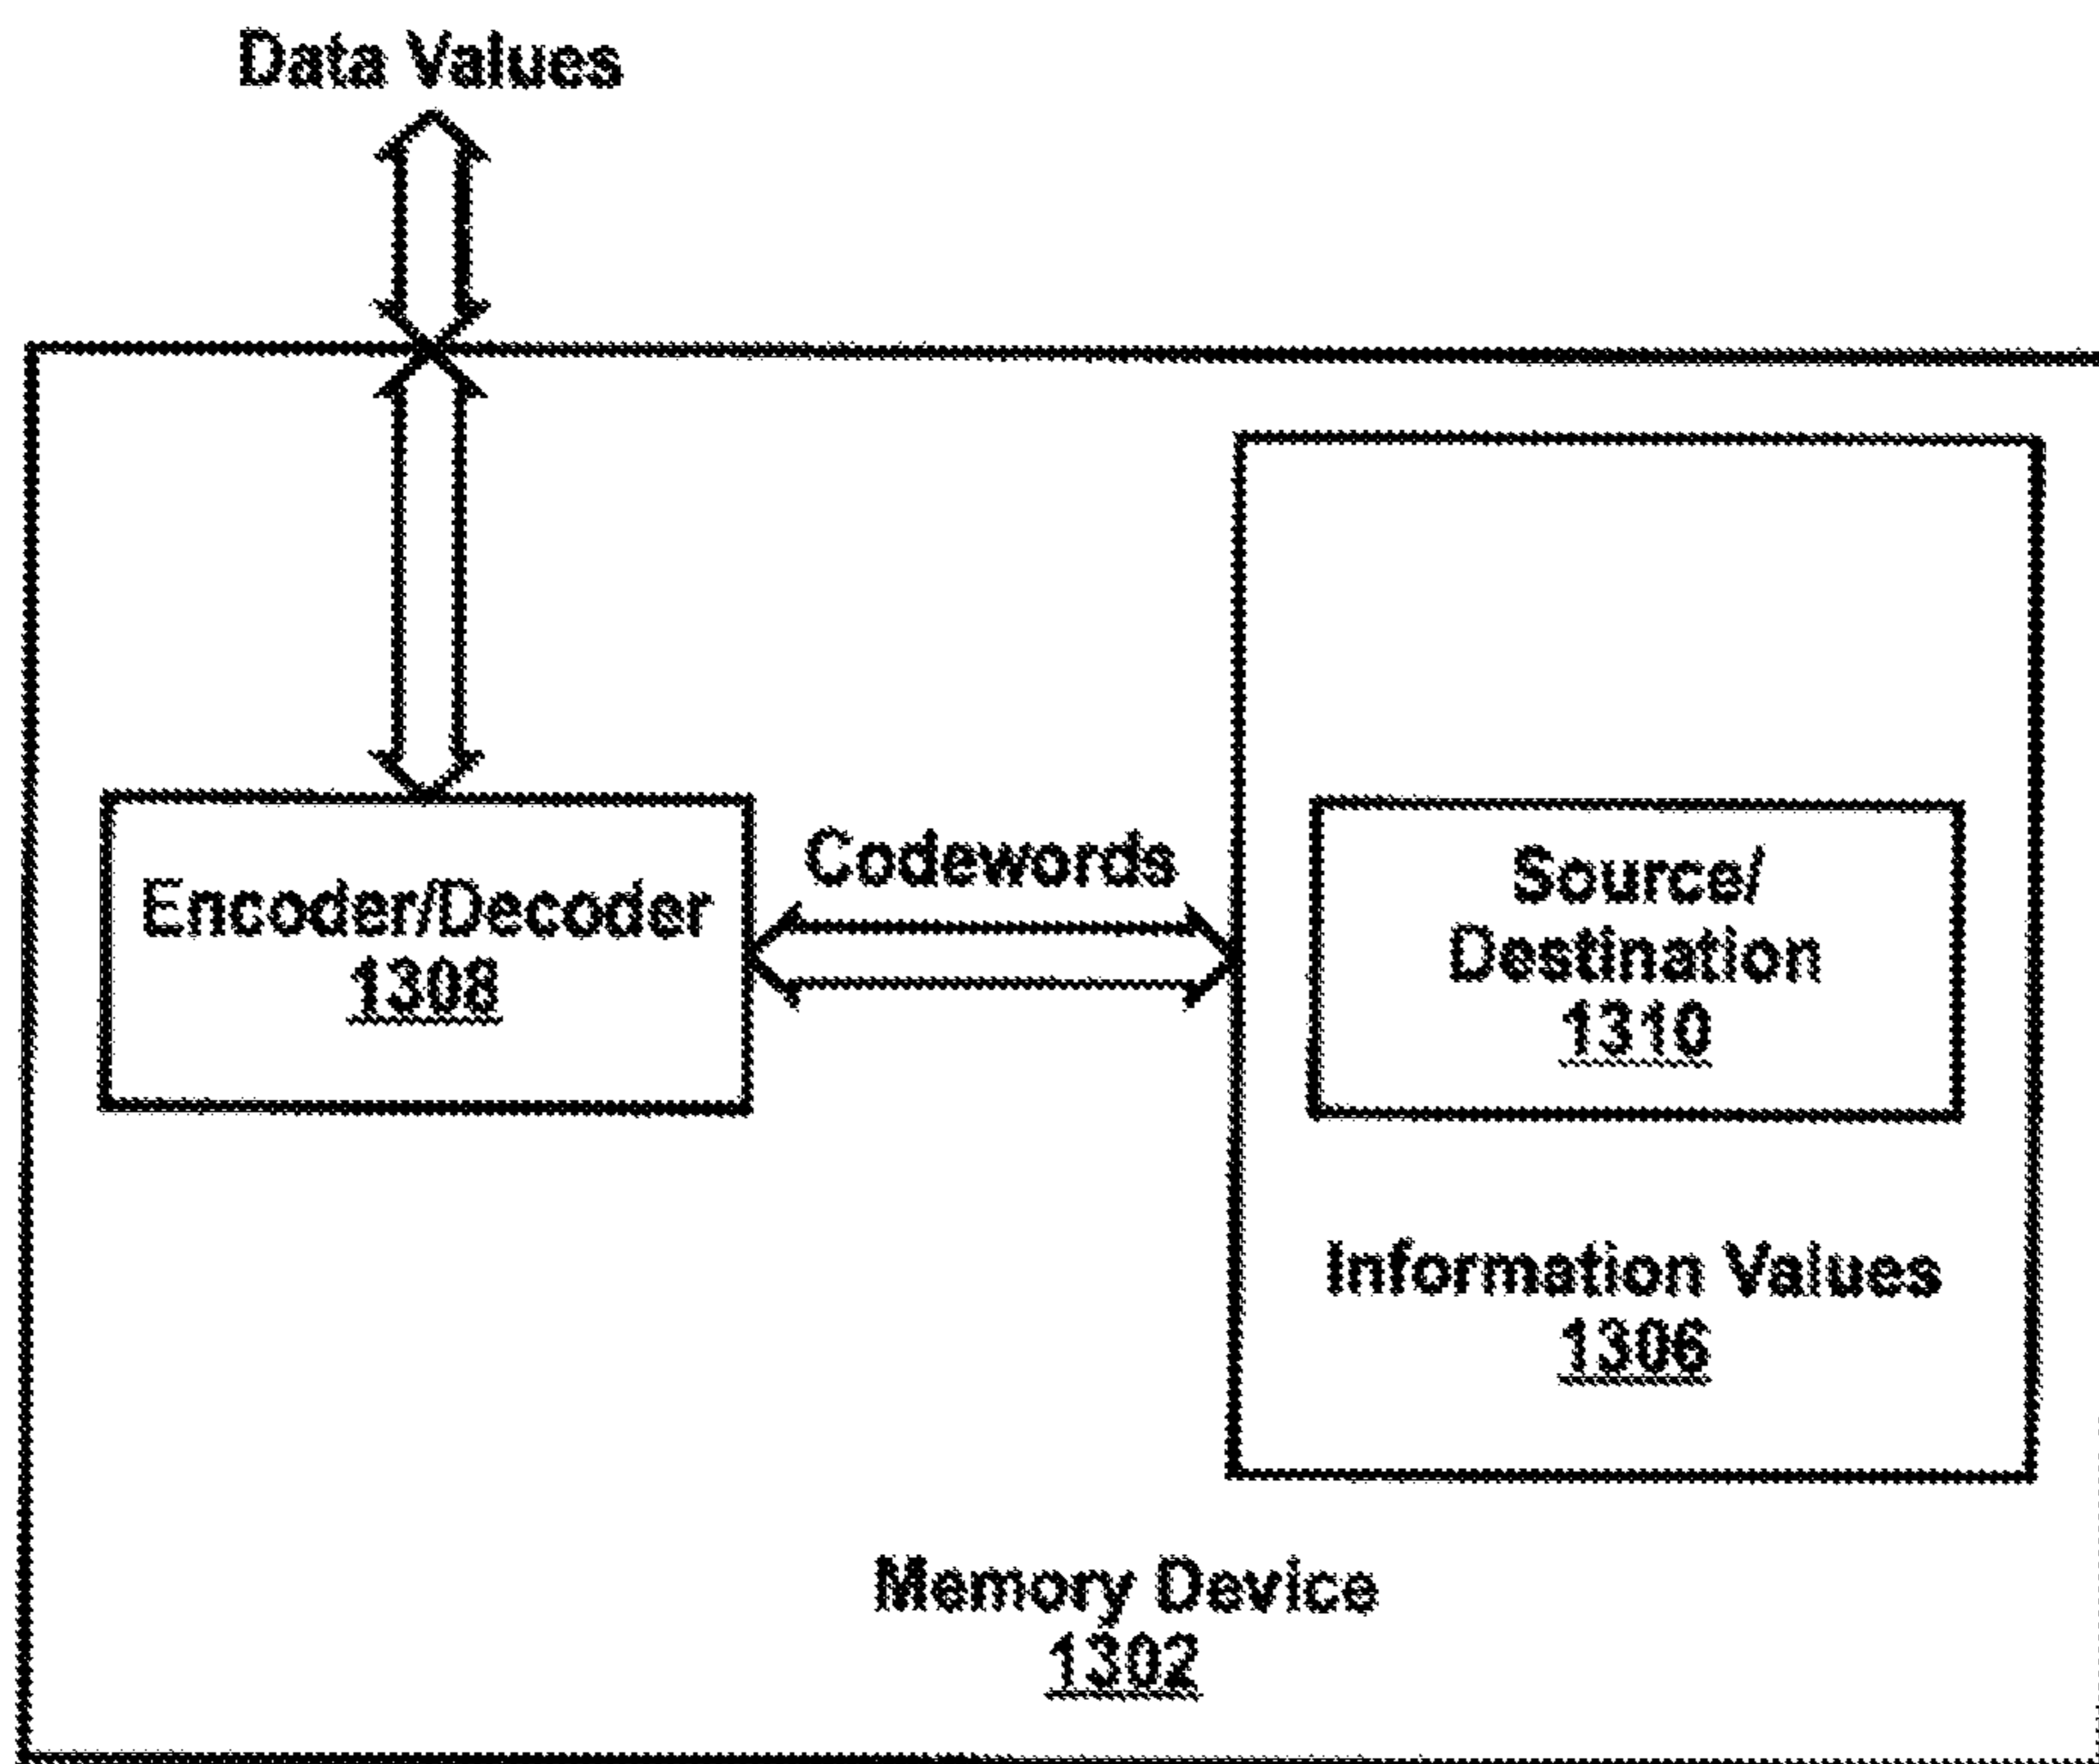 Data Values
Codewords
Encoder/Decoder
1308
Source/
Destination
1310
Information Values
1306
Memory Device
1302